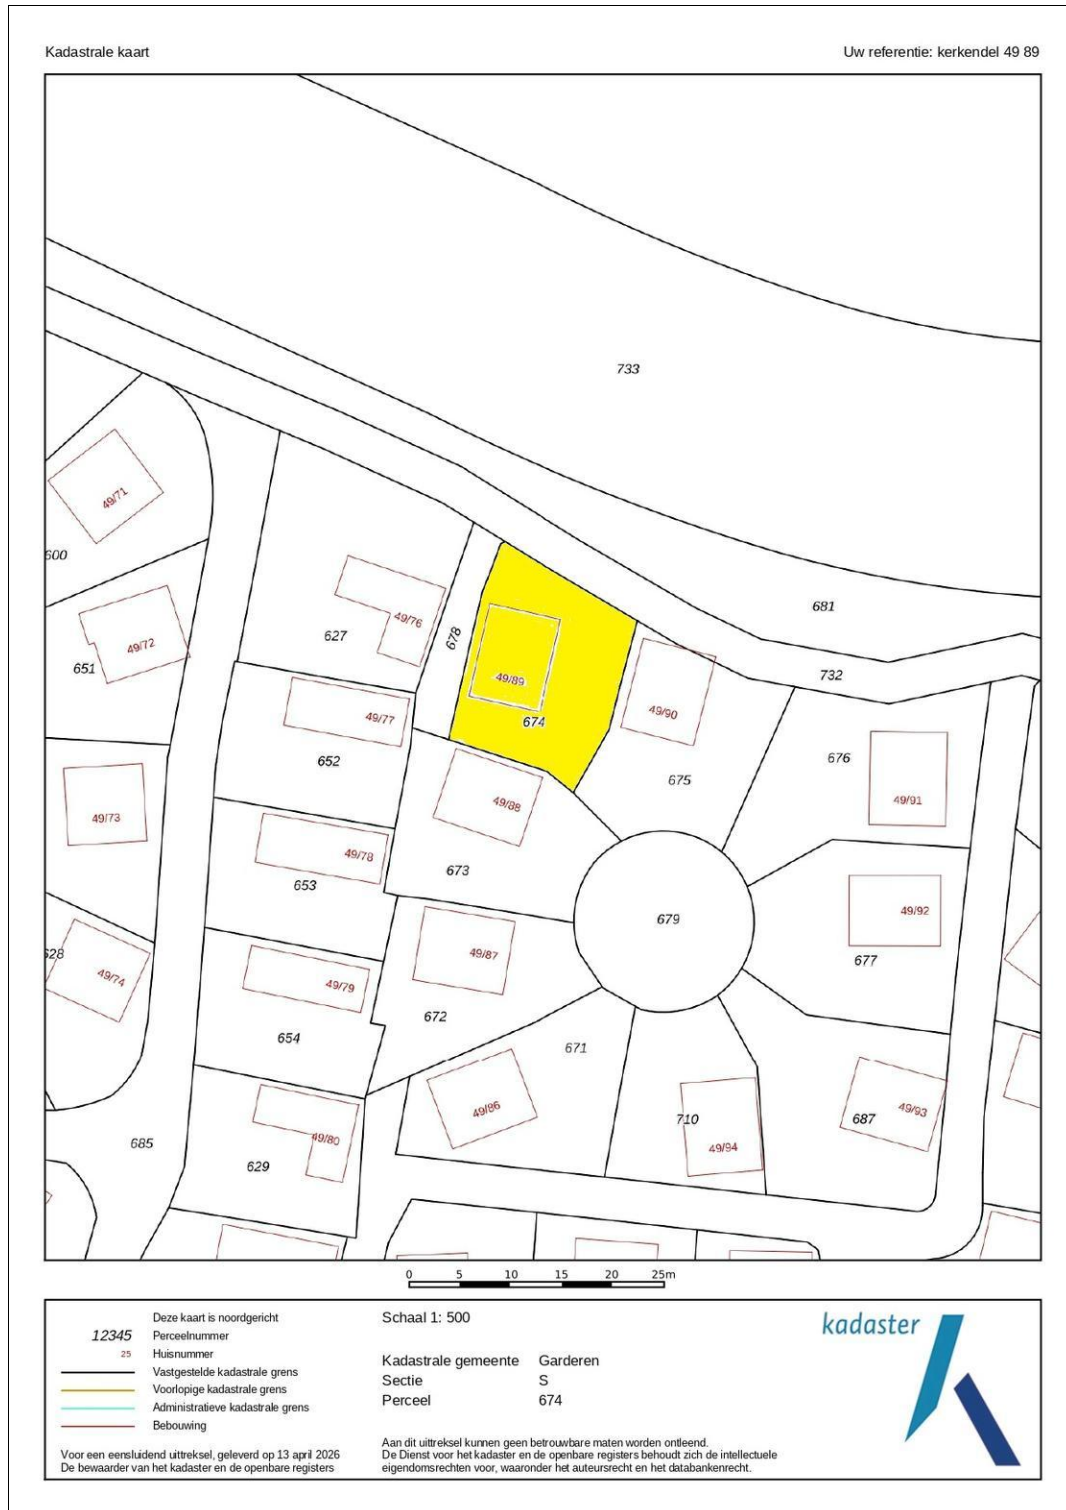 Kadastrale kaart
Uw referentie: kerkendel 49 89
733
49/71
600
681
49/76
627
678
49/72
651
732
49/89
674
49/90
49/77
652
675
676
49/91
49/88
49/73
49/78
653
673
679
49/92
677
49/87
628
49/74
49/79
672
654
671
49/86
710
49/94
687
49/93
49/80
685
629
0 5 10 15 20 25m
Deze kaart is noordgericht
12345 Perceelnummer
25 Huisnummer
Vastgestelde kadastrale grens
Voorlopige kadastrale grens
Administratieve kadastrale grens
Bebouwing
Voor een eensluidend uittreksel, geleverd op 13 april 2026
De bewaarder van het kadaster en de openbare registers
Schaal 1: 500
Kadastrale gemeente Garderen
Sectie S
Perceel 674
Aan dit uittreksel kunnen geen betrouwbare maten worden ontleend.
De Dienst voor het kadaster en de openbare registers behoudt zich de intellectuele
eigendomsrechten voor, waaronder het auteursrecht en het databankenrecht.
kadaster